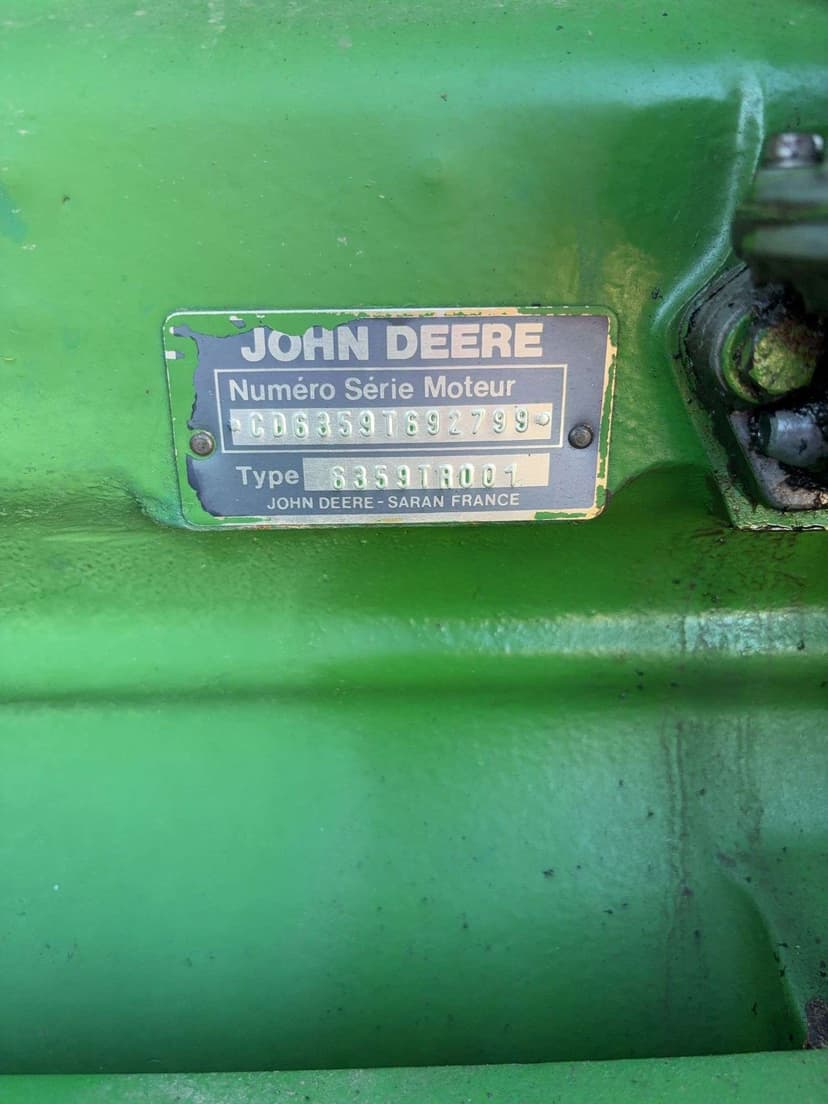 JOHN DEERE
Numéro Série Moteur
*CD6359T692799*
Type 6359TR001
JOHN DEERE - SARAN FRANCE